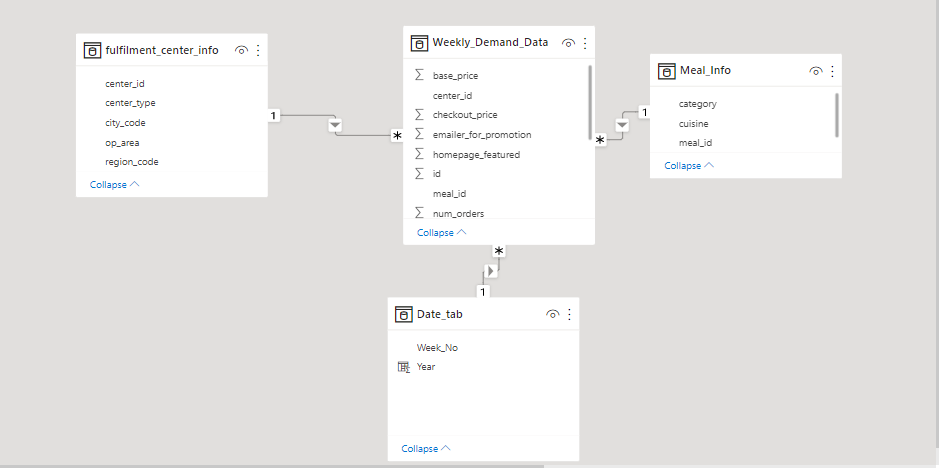 fulfilment_center_info
center_id
center_type
city_code
op_area
region_code
Collapse
1
*
Weekly_Demand_Data
base_price
center_id
checkout_price
emailer_for_promotion
homepage_featured
id
meal_id
num_orders
Collapse
*
1
Meal_Info
category
cuisine
meal_id
Collapse
*
1
Date_tab
Week_No
Year
Collapse